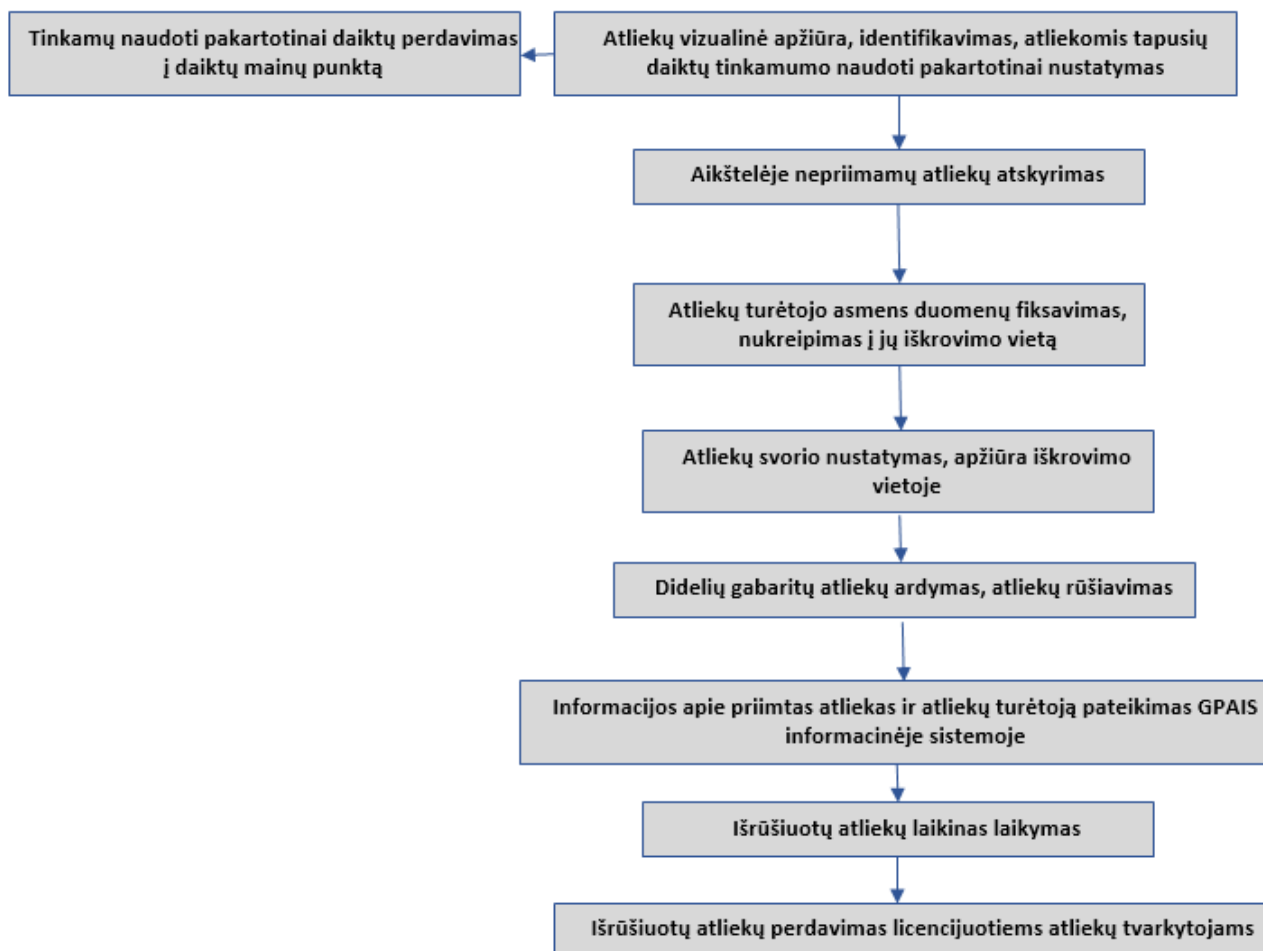 Tinkamų naudoti pakartotinai daiktų perdavimas
į daiktų mainų punktą
Atliekų vizualinė apžiūra, identifikavimas, atliekomis tapusių
daiktų tinkamumo naudoti pakartotinai nustatymas
Aikštelėje nepriimamų atliekų atskyrimas
Atliekų turėtojo asmens duomenų fiksavimas,
nukreipimas į jų iškrovimo vietą
Atliekų svorio nustatymas, apžiūra iškrovimo
vietoje
Didelių gabaritų atliekų ardymas, atliekų rūšiavimas
Informacijos apie priimtas atliekas ir atliekų turėtoją pateikimas GPAIS
informacinėje sistemoje
Išrūšiuotų atliekų laikinas laikymas
Išrūšiuotų atliekų perdavimas licencijuotiems atliekų tvarkytojams